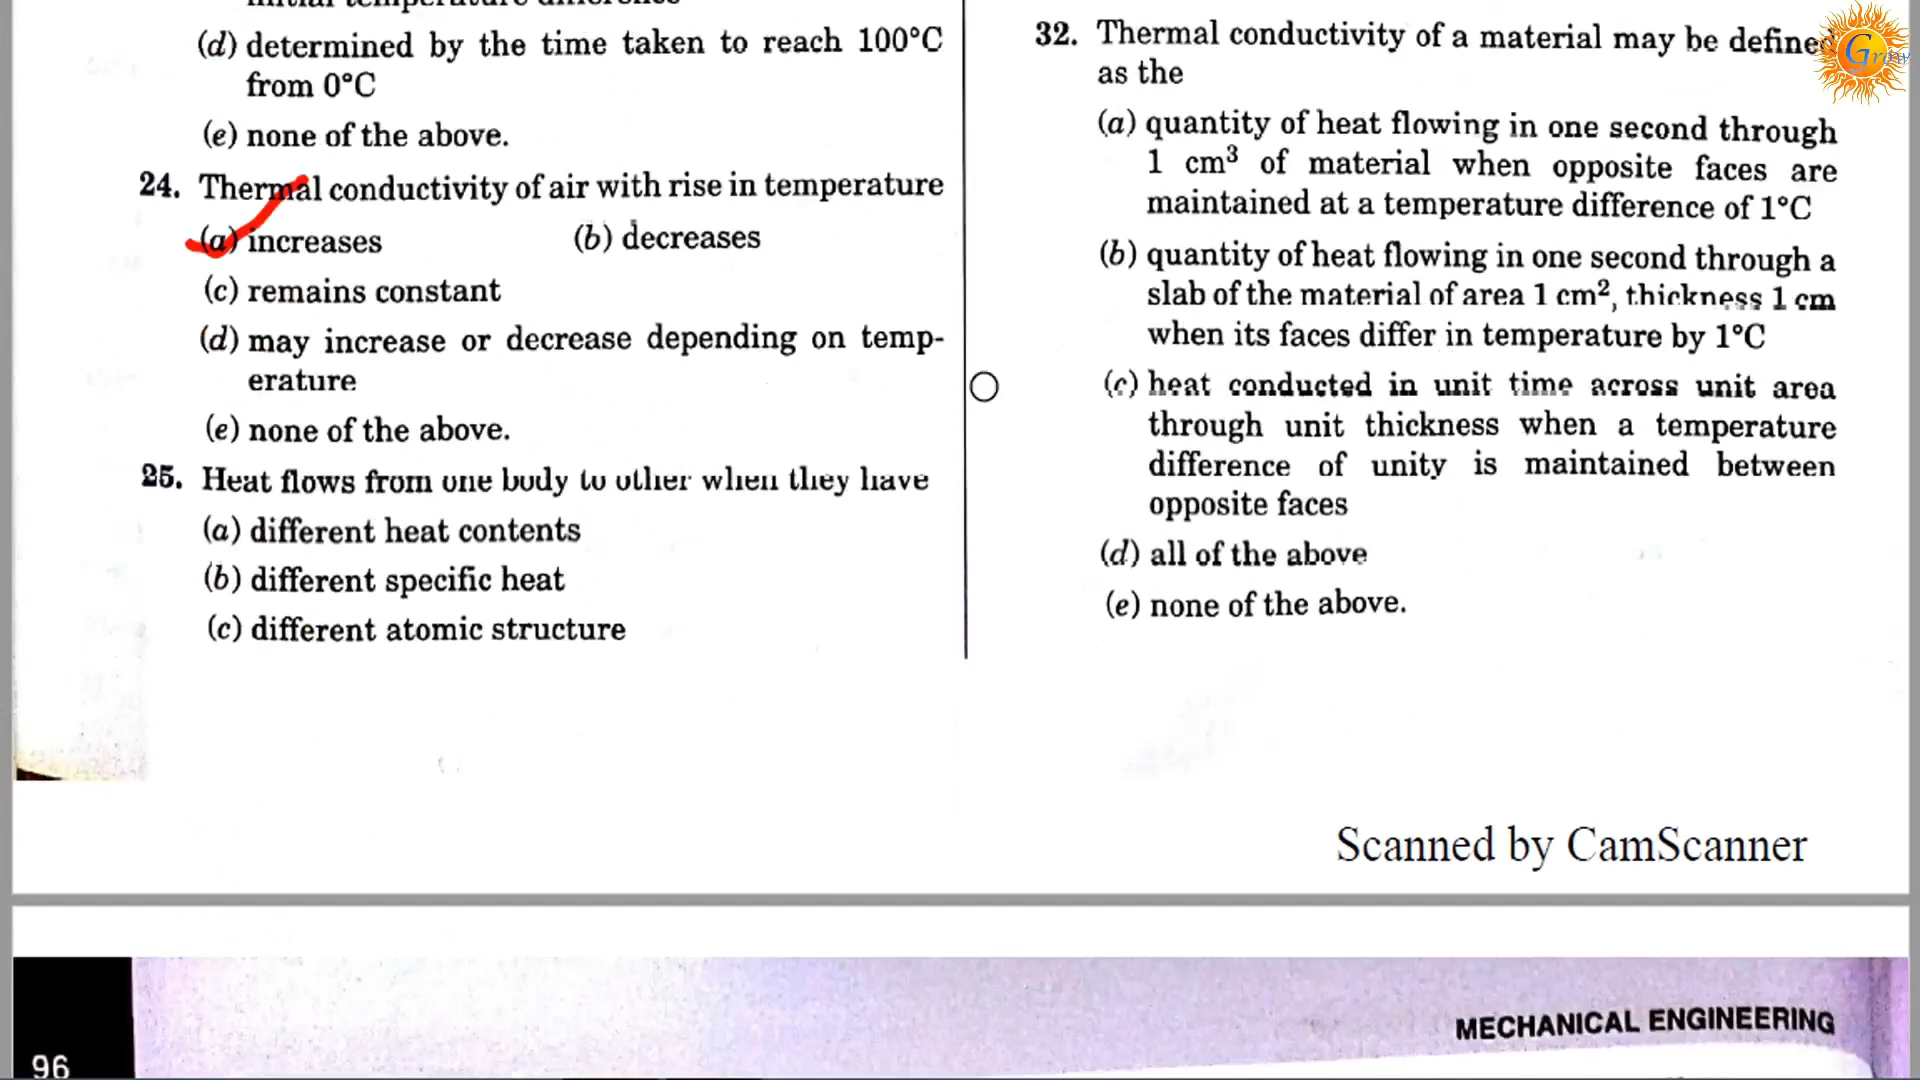 (d) determined by the time taken to reach 100°C
from 0°C
(e) none of the above.
24. Thermal conductivity of air with rise in temperature
(a) increases (b) decreases
(c) remains constant
(d) may increase or decrease depending on temp-
erature
(e) none of the above.
25. Heat flows from one body to other when they have
(a) different heat contents
(b) different specific heat
(c) different atomic structure
32. Thermal conductivity of a material may be defined
as the
(a) quantity of heat flowing in one second through
1 cm³ of material when opposite faces are
maintained at a temperature difference of 1°C
(b) quantity of heat flowing in one second through a
slab of the material of area 1 cm², thickness 1 cm
when its faces differ in temperature by 1°C
(c) heat conducted in unit time across unit area
through unit thickness when a temperature
difference of unity is maintained between
opposite faces
(d) all of the above
(e) none of the above.
Grow
Scanned by CamScanner
MECHANICAL ENGINEERING
96